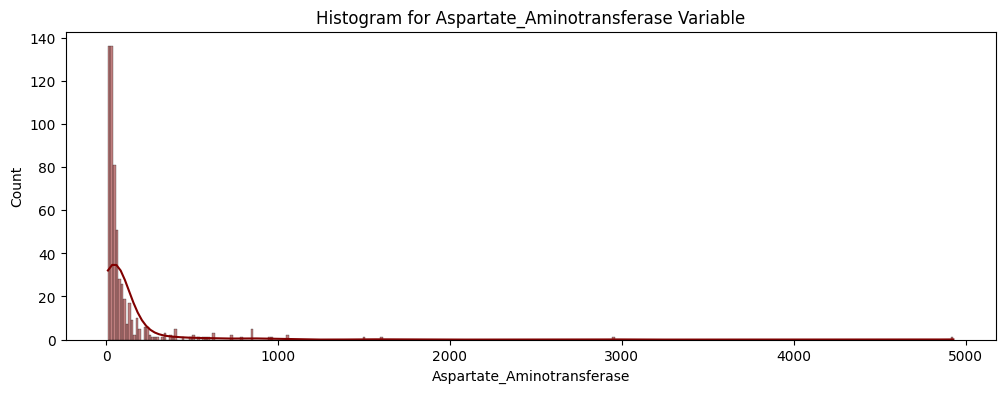 Histogram for Aspartate_Aminotransferase Variable
140
120
100
80
60
40
20
0
Count
0 1000 2000 3000 4000 5000
Aspartate_Aminotransferase